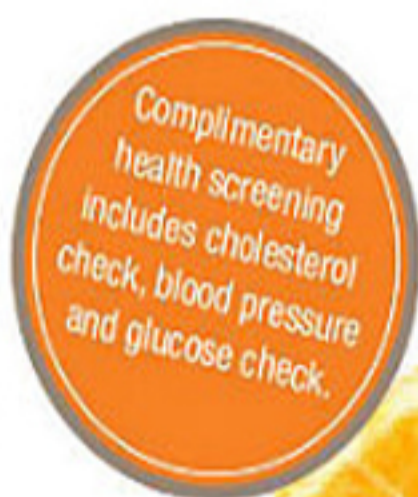 Complimentary
health screening
includes cholesterol
check, blood pressure
and glucose check.